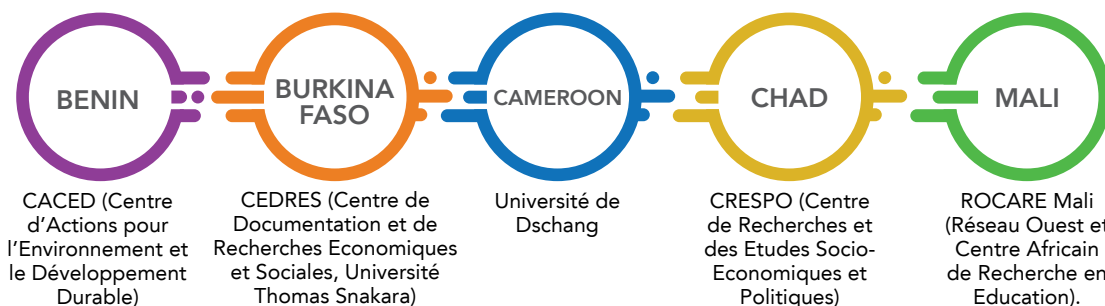 BENIN
CACED (Centre
d’Actions pour
l’Environnement et
le Développement
Durable)
BURKINA
FASO
CEDRES (Centre de
Documentation et de
Recherches Economiques
et Sociales, Université
Thomas Snakara)
CAMEROON
Université de
Dschang
CHAD
CRESPO (Centre
de Recherches et
des Etudes Socio-
Economiques et
Politiques)
MALI
ROCARE Mali
(Réseau Ouest et
Centre Africain
de Recherche en
Education).